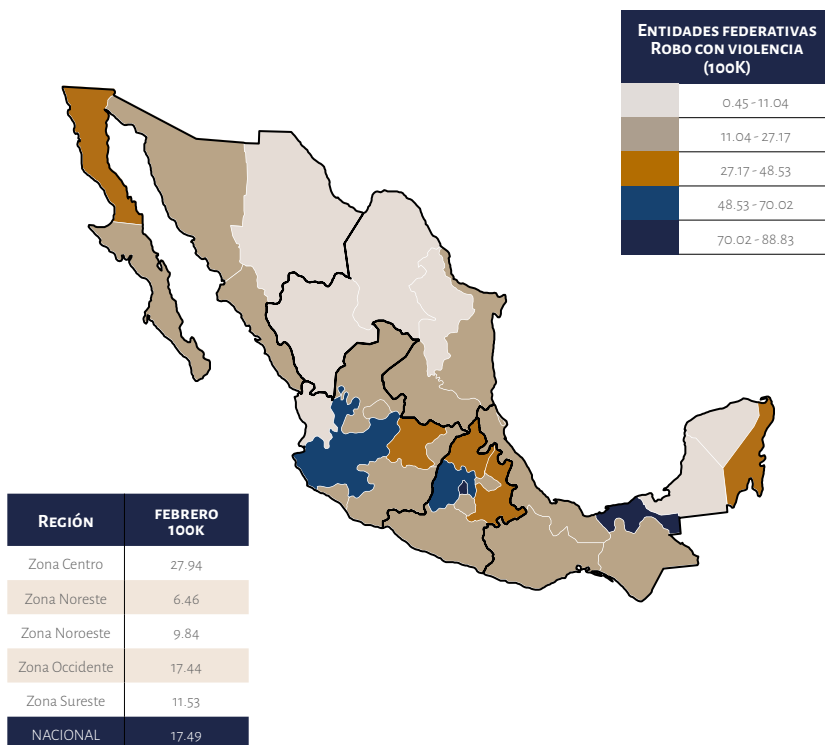 Entidades federativas
Robo con violencia
(100K)
0.45 - 11.04
11.04 - 27.17
27.17 - 48.53
48.53 - 70.02
70.02 - 88.83
Región febrero 100K
Zona Centro 27.94
Zona Noreste 6.46
Zona Noroeste 9.84
Zona Occidente 17.44
Zona Sureste 11.53
NACIONAL 17.49